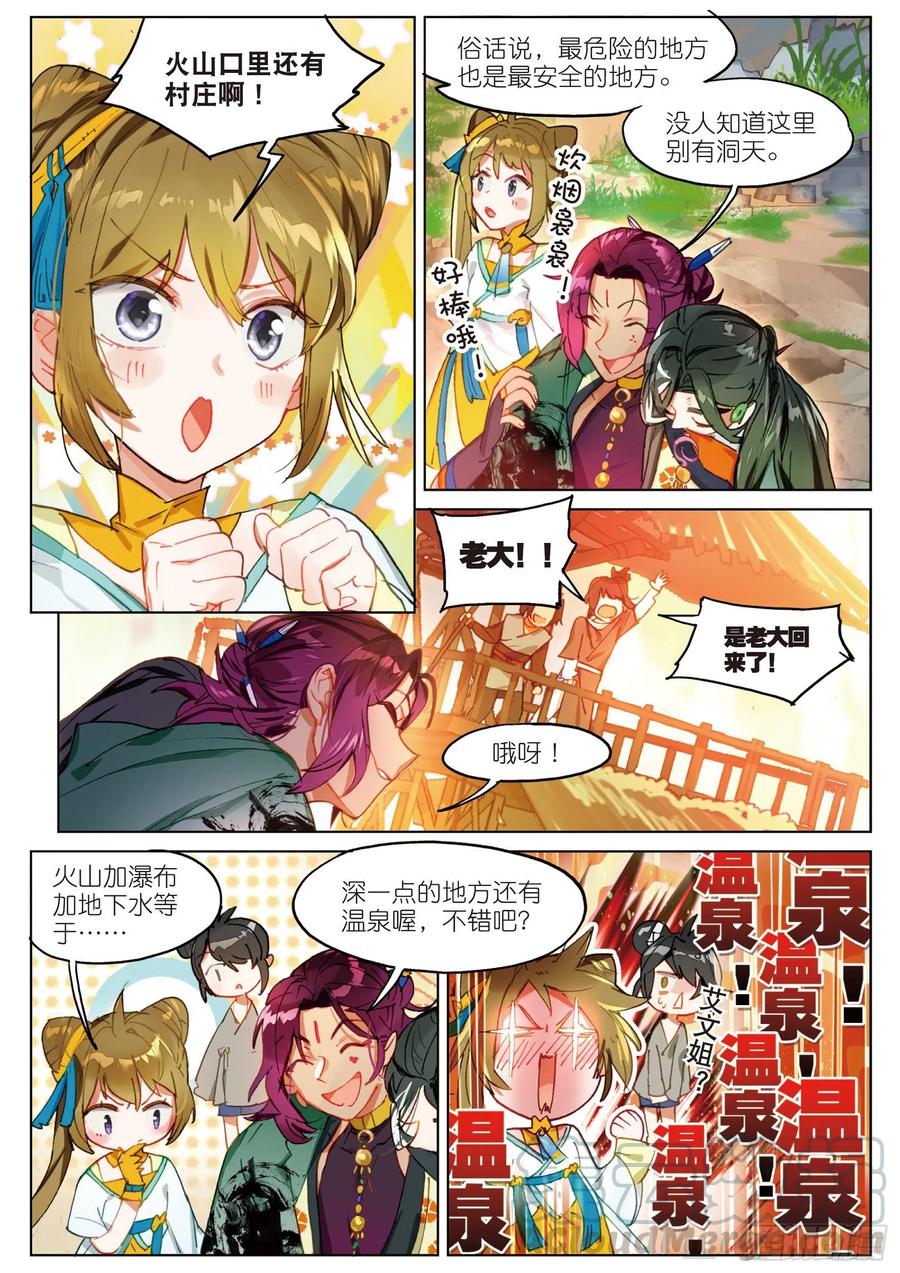 火山口里还有
村庄啊！
俗话说，最危险的地方
也是最安全的地方。
没人知道这里
别有洞天。
炊烟袅袅！
好棒哦！
老大！！
是老大回
来了!
哦呀！
火山加瀑布
加地下水等
于……
深一点的地方还有
温泉喔，不错吧？
温泉！
温泉！
温泉！
温泉！
温泉！
温泉！
温泉
艾文姐？